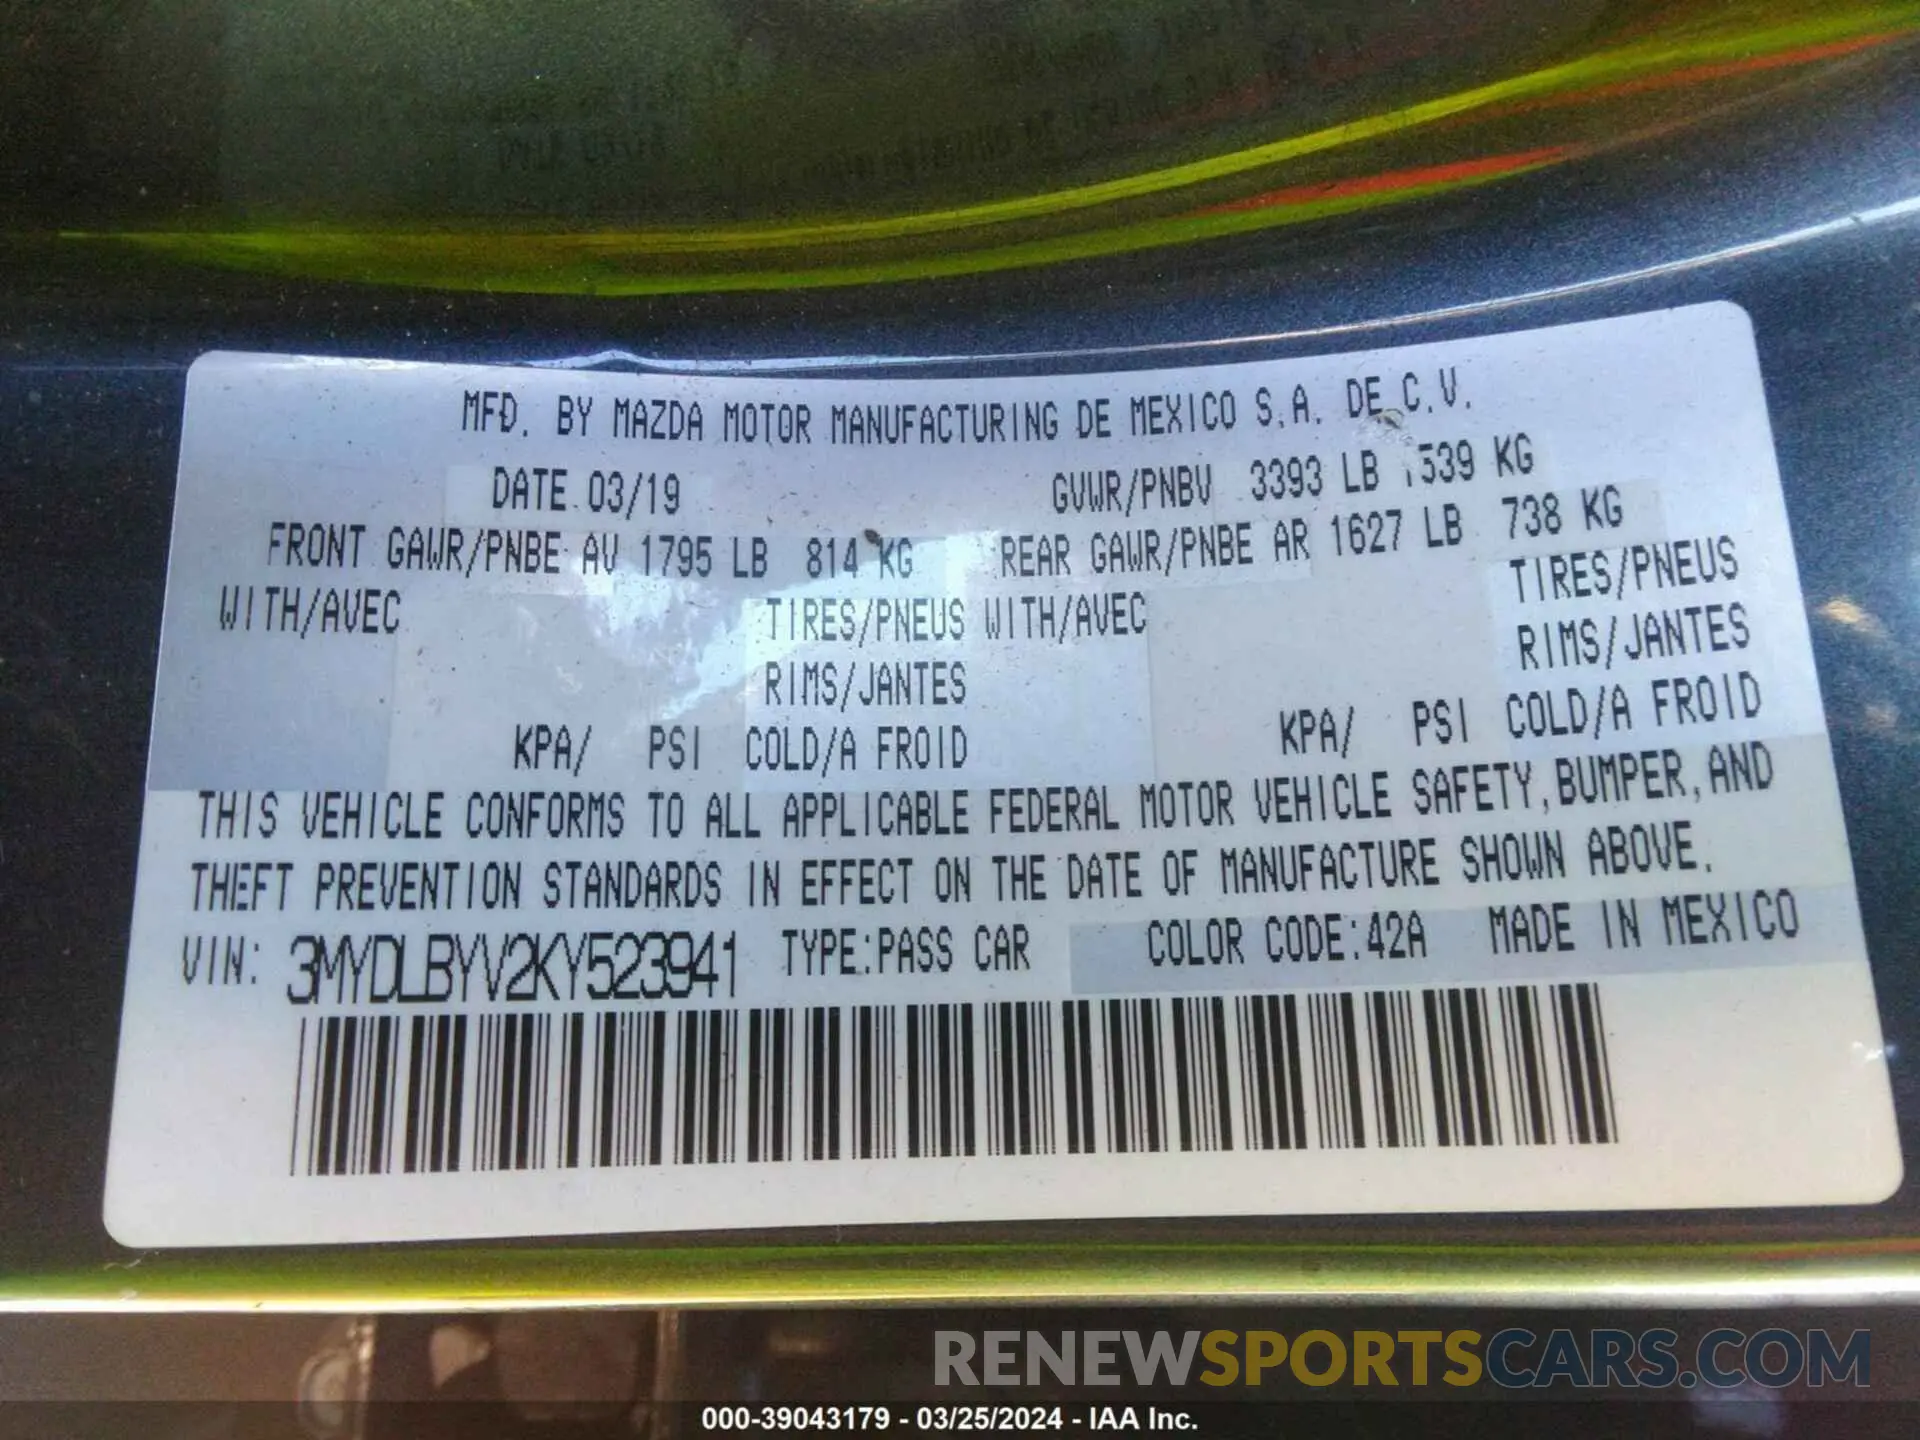 MFD. BY MAZDA MOTOR MANUFACTURING DE MEXICO S.A. DE C.V.
DATE 03/19 GVWR/PNBV 3393 LB 1539 KG
FRONT GAWR/PNBE AV 1795 LB 814 KG REAR GAWR/PNBE AR 1627 LB 738 KG
WITH/AVEC TIRES/PNEUS WITH/AVEC TIRES/PNEUS
RIMS/JANTES RIMS/JANTES
KPA/ PSI COLD/A FROID KPA/ PSI COLD/A FROID
THIS VEHICLE CONFORMS TO ALL APPLICABLE FEDERAL MOTOR VEHICLE SAFETY, BUMPER, AND
THEFT PREVENTION STANDARDS IN EFFECT ON THE DATE OF MANUFACTURE SHOWN ABOVE.
VIN: 3MYDLBYV2KY523941 TYPE:PASS CAR COLOR CODE:42A MADE IN MEXICO
RENEWSPORTSCARS.COM
000-39043179 - 03/25/2024 - IAA Inc.